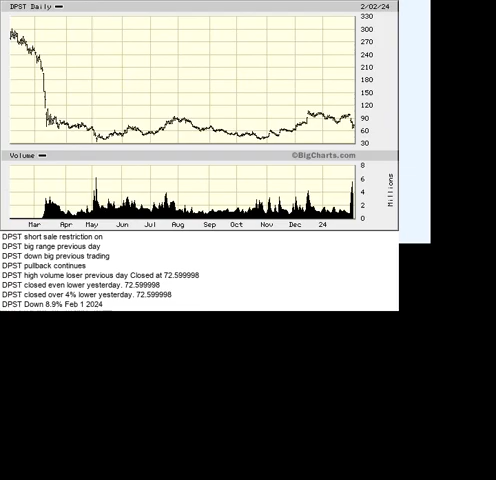 DPST Daily 2/02/24
330
300
270
240
210
180
150
120
90
60
30
Volume ©BigCharts.com
8
6
4
2
0
Millions
Mar Apr May Jun Jul Aug Sep Oct Nov Dec 24
DPST short sale restriction on
DPST big range previous day
DPST down big previous trading
DPST pullback continues
DPST high volume loser previous day Closed at 72.599998
DPST closed even lower yesterday. 72.599998
DPST closed over 4% lower yesterday. 72.599998
DPST Down 8.9% Feb 1 2024